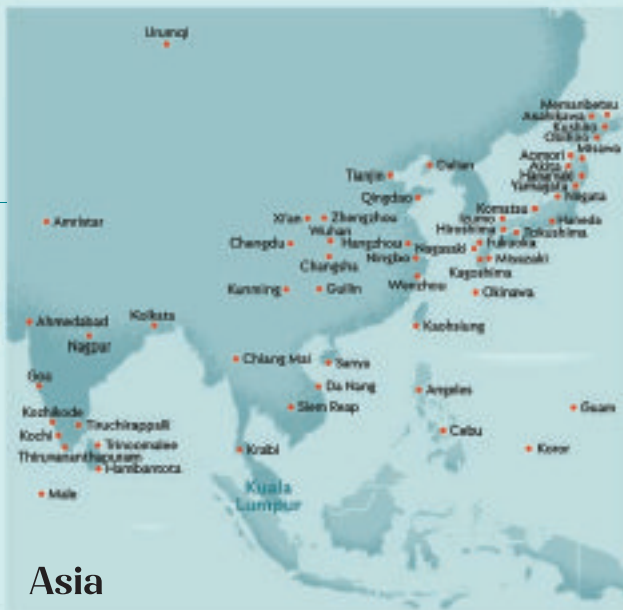 Urumqi
Memanbetsu
Asahikawa
Kushiro
Obihiro
Misawa
Aomori
Akita
Hanamaki
Yamagata
Niigata
Dalian
Tianjin
Qingdao
Komatsu
Izumo
Haneda
Hiroshima
Tokushima
Xi'an
Zhengzhou
Amristar
Wuhan
Changdu
Hangzhou
Nagasaki
Fukuoka
Ningbo
Miyazaki
Changsha
Kagoshima
Wenzhou
Kunming
Guilin
Okinawa
Kolkata
Ahmedabad
Kaohsiung
Nagpur
Chiang Mai
Sanya
Goa
Da Nang
Angeles
Siem Reap
Guam
Kozhikode
Tiruchirappalli
Cebu
Kochi
Trincomalee
Krabi
Koror
Thiruvananthapuram
Hambantota
Kuala
Lumpur
Male
Asia